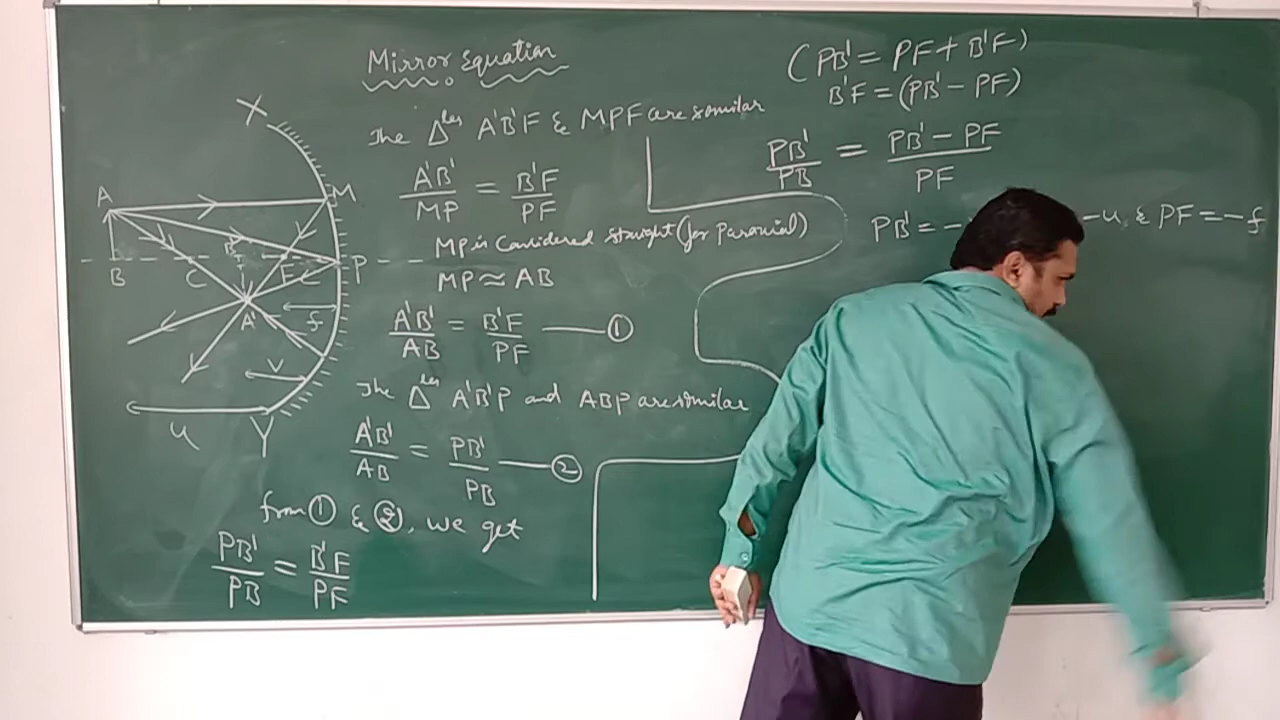 Mirror Equation
The Δles A'B'F & MPF are similar
A'B'/MP = B'F/PF
MP is Considered straight (for Paraxial)
MP ≈ AB
A'B'/AB = B'F/PF —— ①
The Δles A'B'P and ABP are similar
A'B'/AB = PB'/PB —— ②
from ① & ②, we get
PB'/PB = B'F/PF
(PB' = PF + B'F)
B'F = (PB' - PF)
PB'/PB = PB' - PF/PF
PB' = - -u, & PF = -f
X
A
M
B
C
B'
F
P
A'
f
v
u
Y